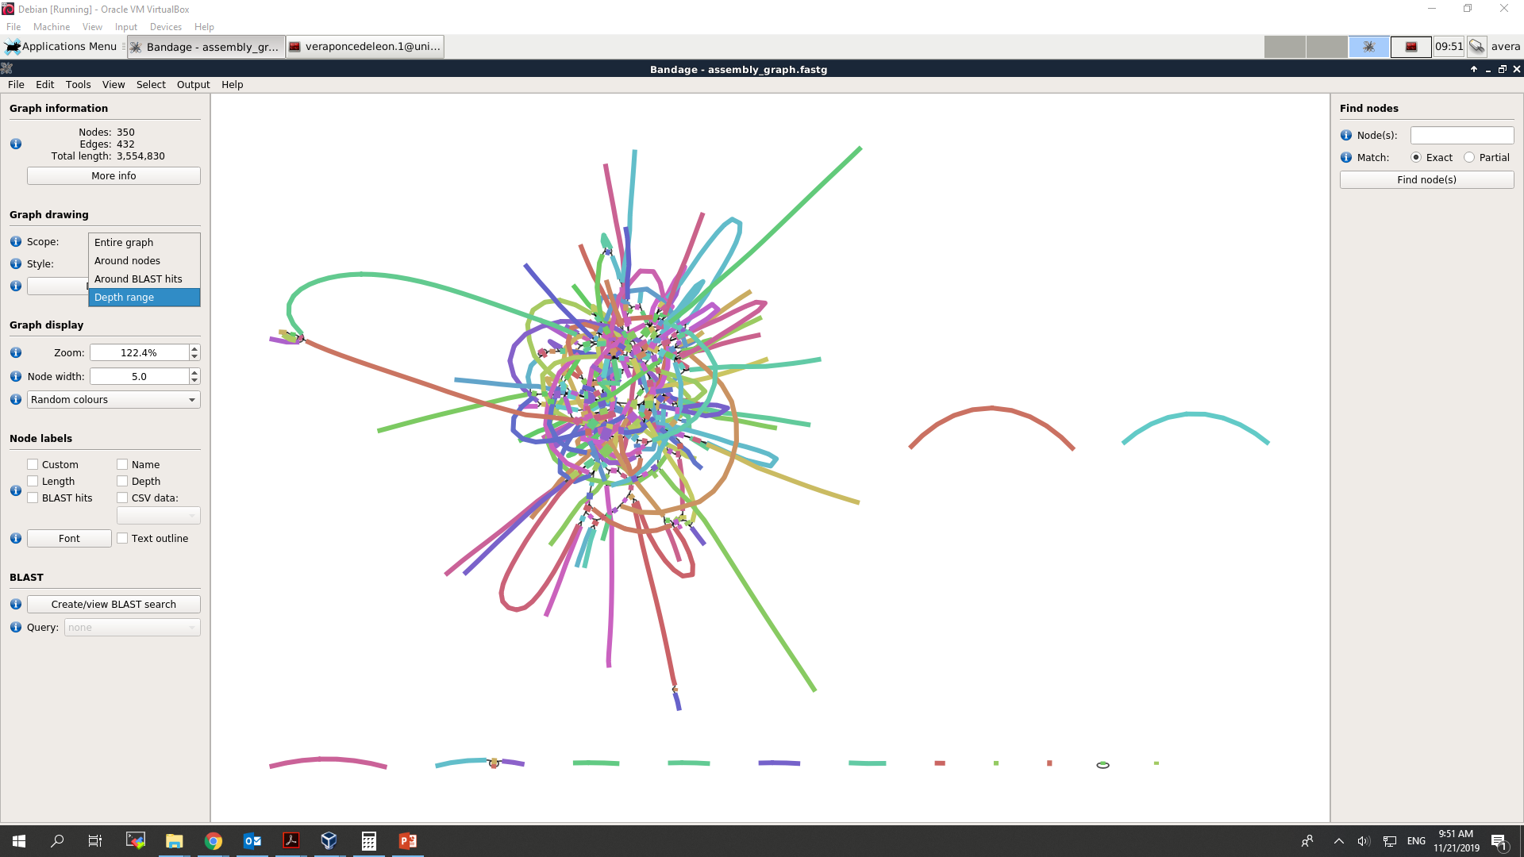 Debian [Running] - Oracle VM VirtualBox
File Machine View Input Devices Help
Applications Menu
Bandage - assembly_gr...
veraponcedeleon.1@uni...
09:51
avera
Bandage - assembly_graph.fastg
File Edit Tools View Select Output Help
Graph information
Nodes: 350
Edges: 432
Total length: 3,554,830
More info
Graph drawing
Scope:
Entire graph
Around nodes
Style:
Around BLAST hits
Depth range
Graph display
Zoom: 122.4%
Node width: 5.0
Random colours
Node labels
Custom Name
Length Depth
BLAST hits CSV data:
Font Text outline
BLAST
Create/view BLAST search
Query: none
Find nodes
Node(s):
Match: Exact Partial
Find node(s)
ENG
9:51 AM
11/21/2019
1